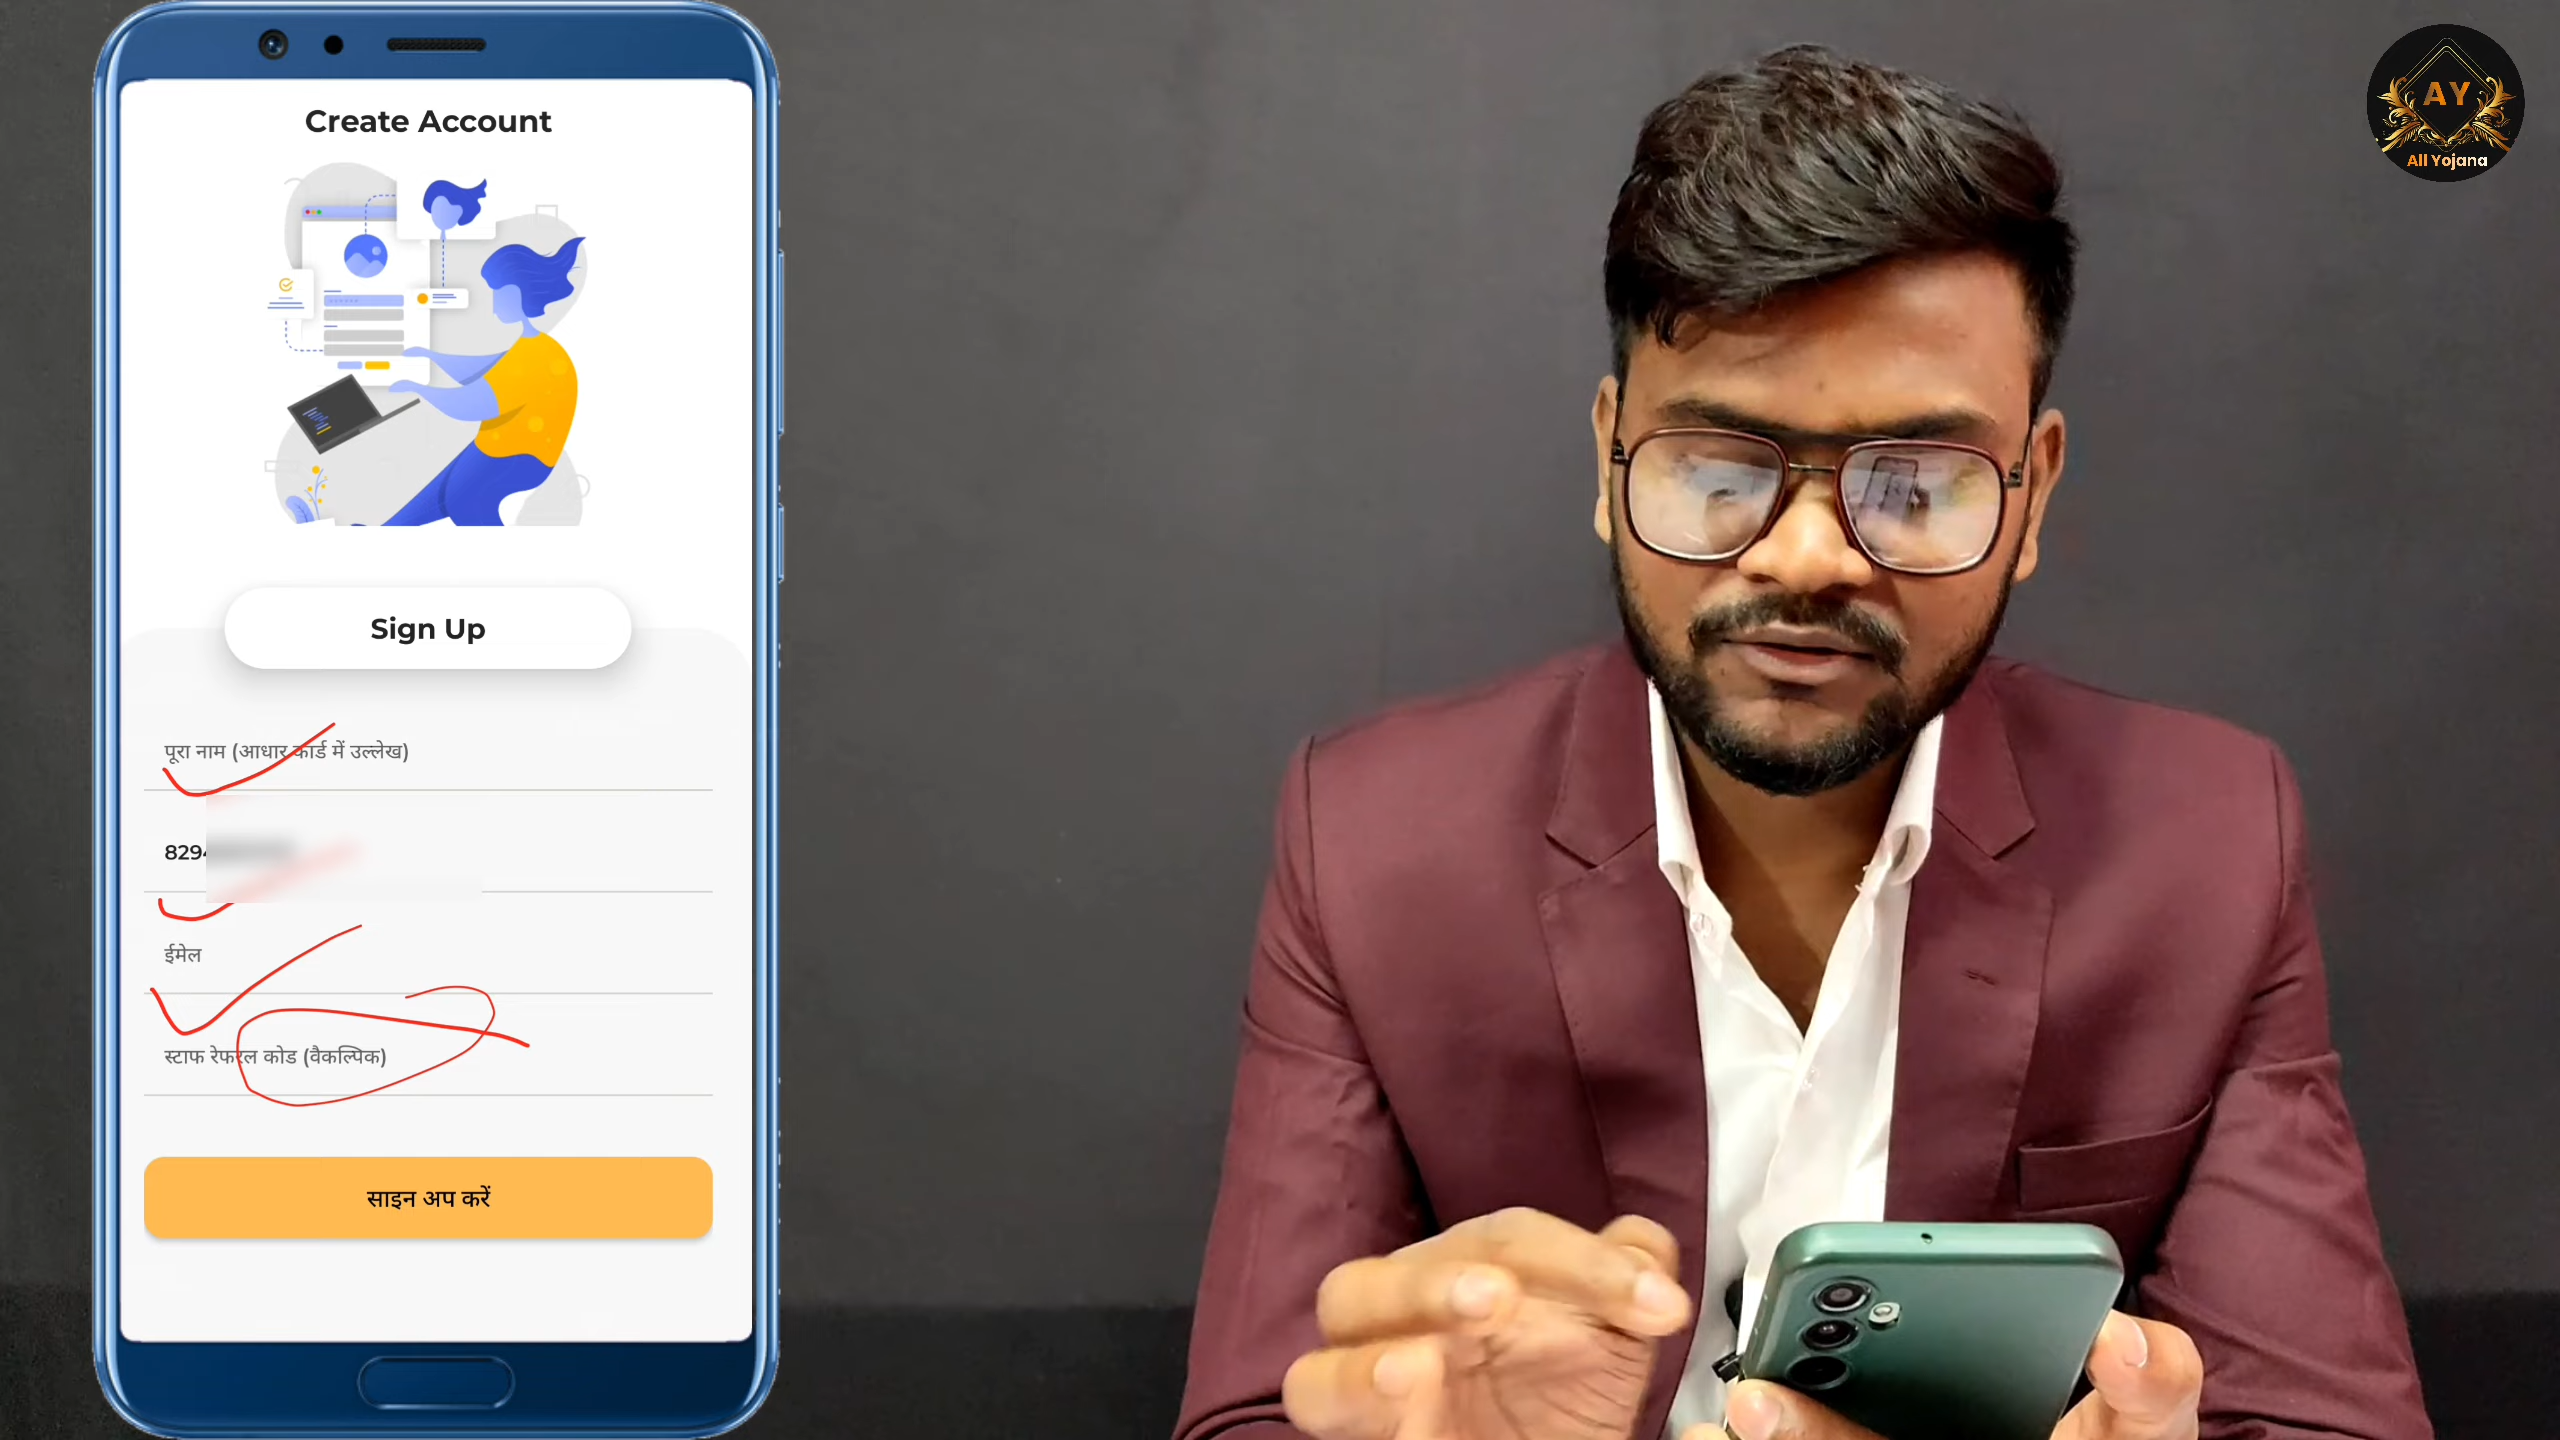 Create Account
Sign Up
पूरा नाम (आधार कार्ड में उल्लेख)
829
ईमेल
स्टाफ रेफरल कोड (वैकल्पिक)
साइन अप करें
AY
All Yojana